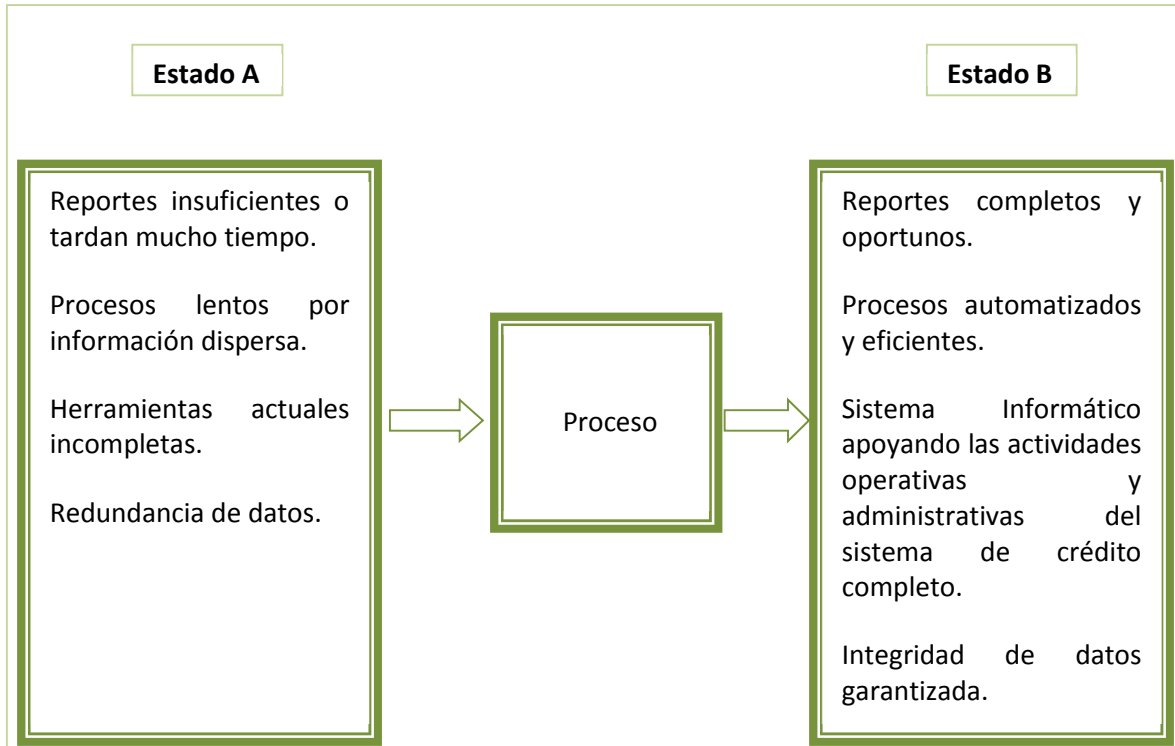 Estado A
Reportes insuficientes o
tardan mucho tiempo.
Procesos lentos por
información dispersa.
Herramientas actuales
incompletas.
Redundancia de datos.
Proceso
Estado B
Reportes completos y
oportunos.
Procesos automatizados
y eficientes.
Sistema Informático
apoyando las actividades
operativas y
administrativas del
sistema de crédito
completo.
Integridad de datos
garantizada.